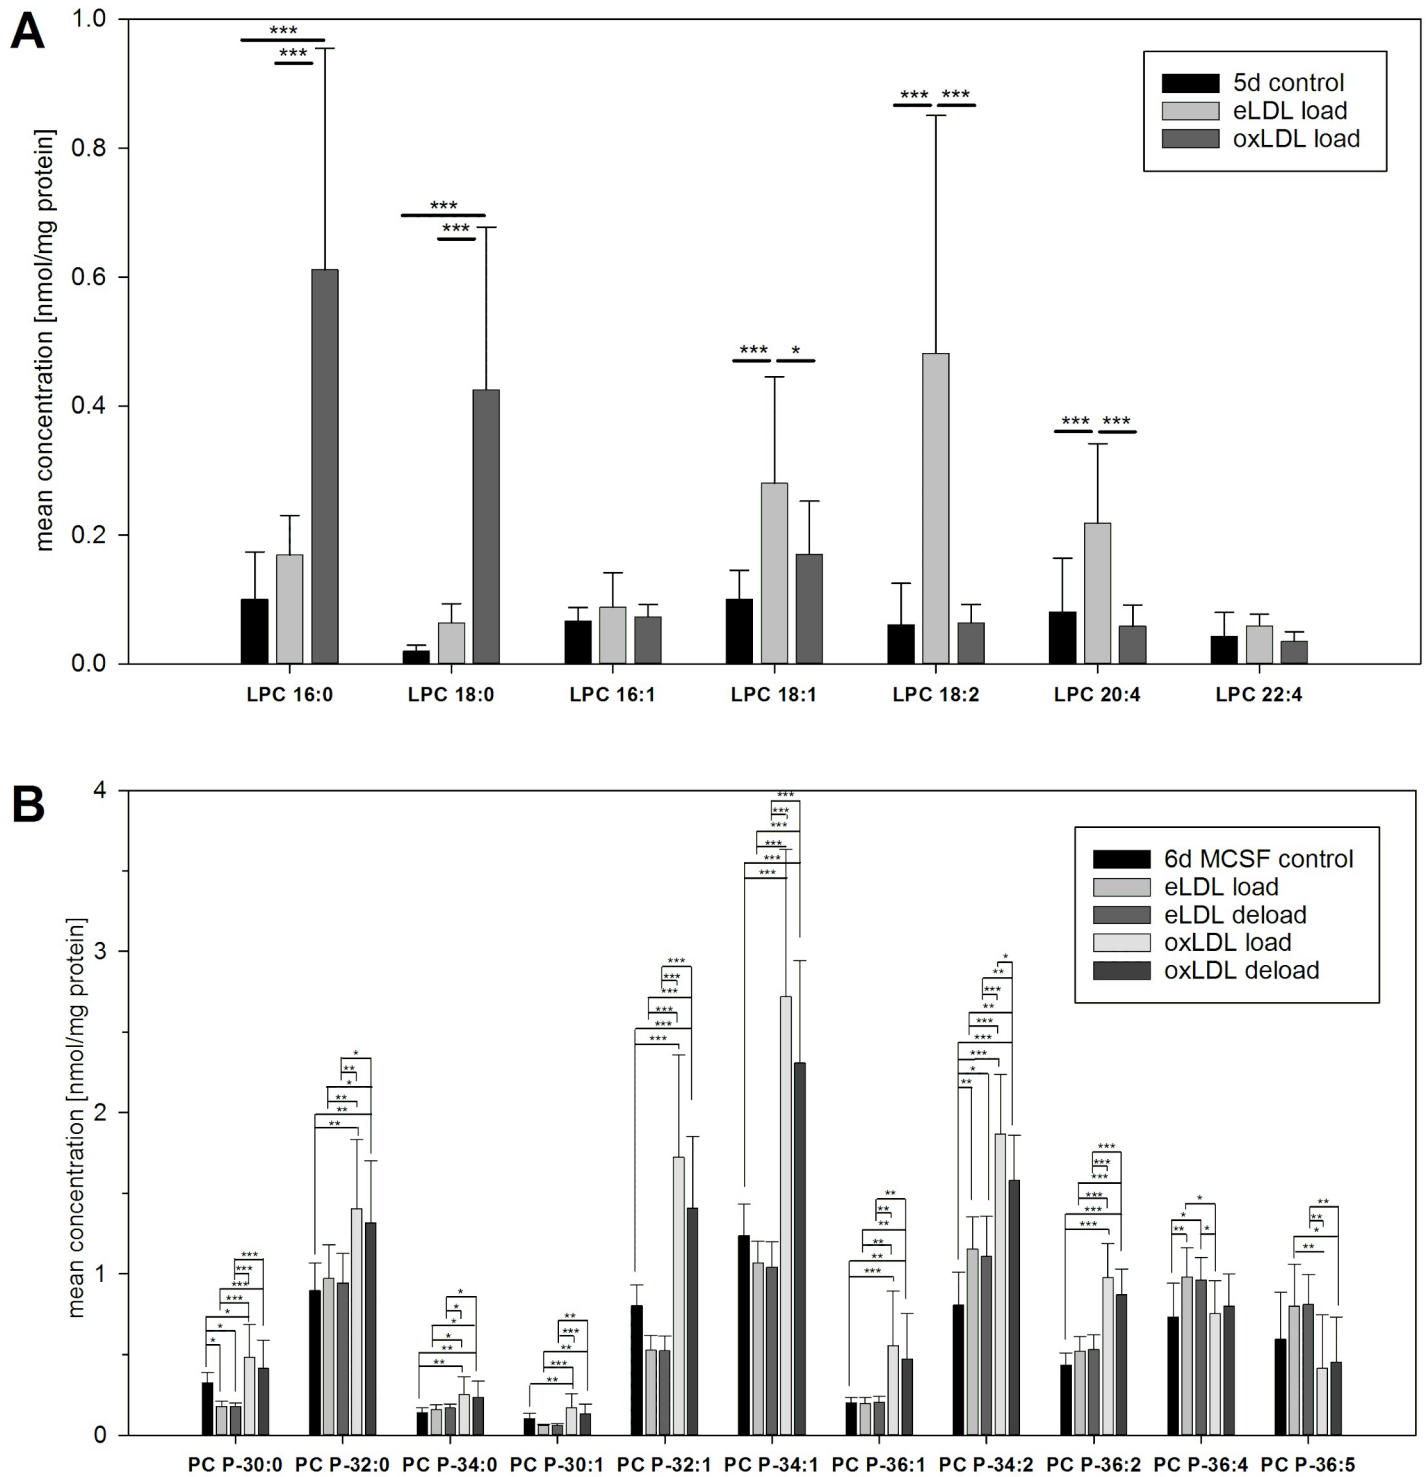 A
1.0
0.8
0.6
0.4
0.2
0.0
mean concentration [nmol/mg protein]
5d control
eLDL load
oxLDL load
*** ***
*** ***
*** *
*** ***
*** ***
LPC 16:0 LPC 18:0 LPC 16:1 LPC 18:1 LPC 18:2 LPC 20:4 LPC 22:4
B
4
3
2
1
0
mean concentration [nmol/mg protein]
6d MCSF control
eLDL load
eLDL deload
oxLDL load
oxLDL deload
PC P-30:0 PC P-32:0 PC P-34:0 PC P-30:1 PC P-32:1 PC P-34:1 PC P-36:1 PC P-34:2 PC P-36:2 PC P-36:4 PC P-36:5